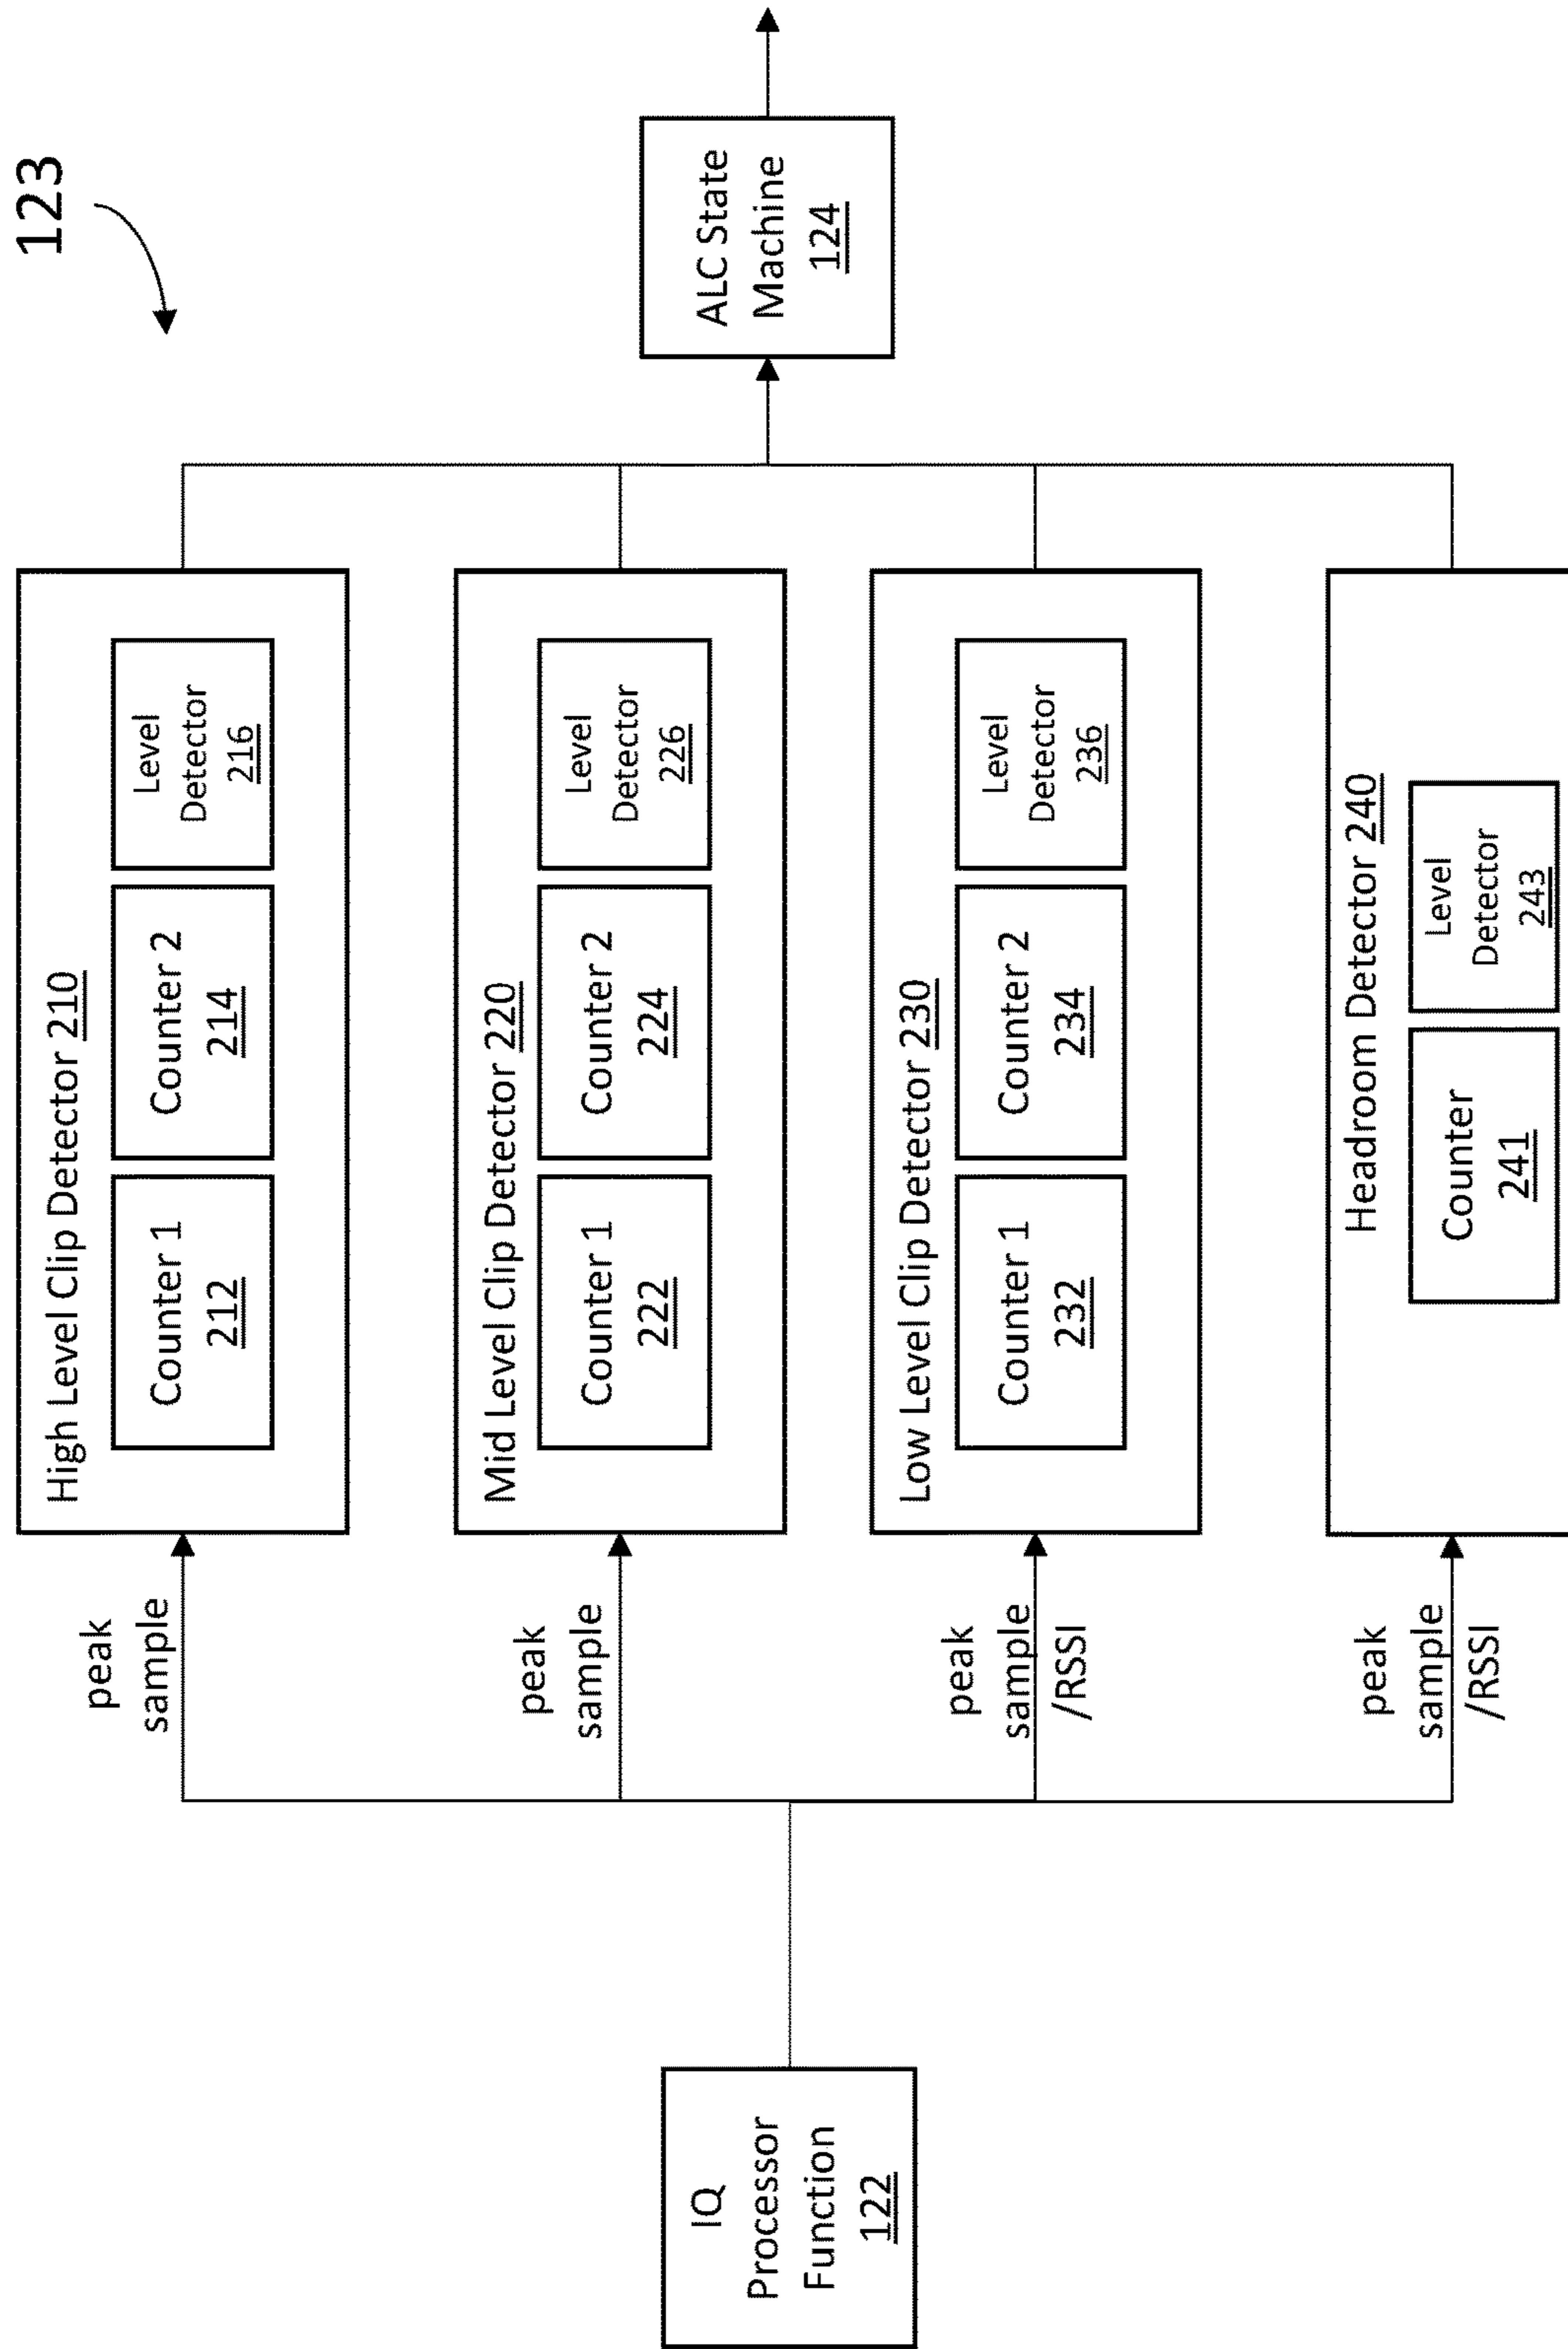 123
IQ
Processor
Function
122
peak
sample
High Level Clip Detector 210
Counter 1
212
Counter 2
214
Level
Detector
216
peak
sample
Mid Level Clip Detector 220
Counter 1
222
Counter 2
224
Level
Detector
226
peak
sample
/RSSI
Low Level Clip Detector 230
Counter 1
232
Counter 2
234
Level
Detector
236
peak
sample
/RSSI
Headroom Detector 240
Counter
241
Level
Detector
243
ALC State
Machine
124